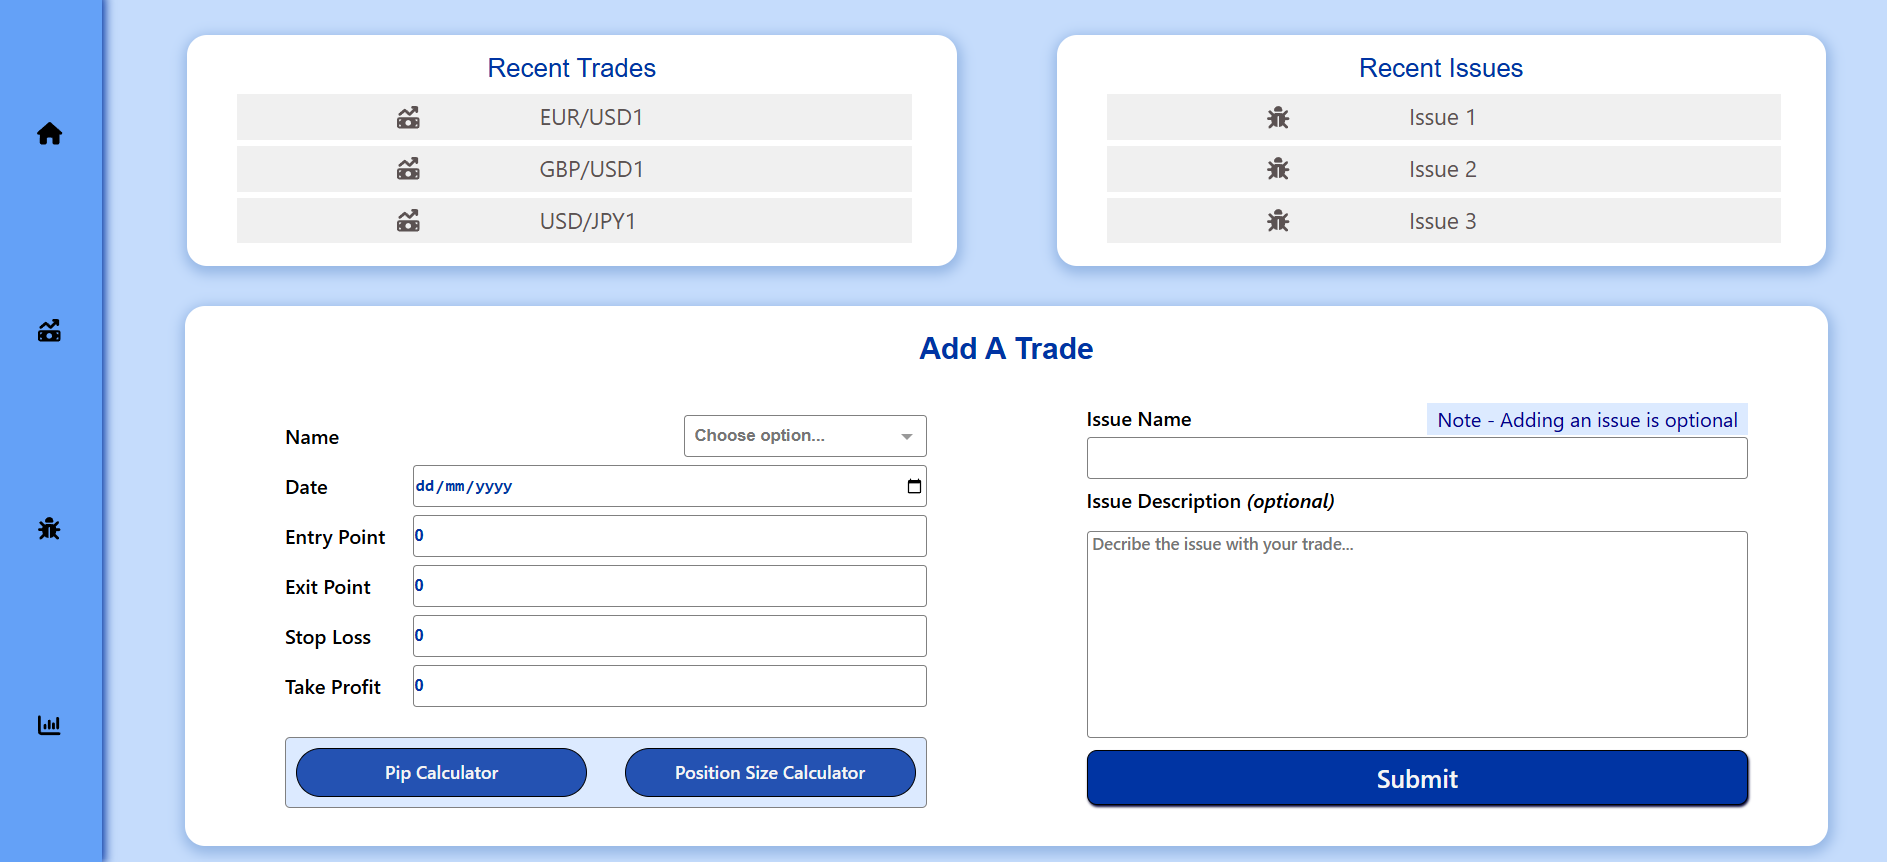 Recent Trades
EUR/USD1
GBP/USD1
USD/JPY1
Recent Issues
Issue 1
Issue 2
Issue 3
Add A Trade
Name
Choose option...
Date
dd/mm/yyyy
Entry Point
0
Exit Point
0
Stop Loss
0
Take Profit
0
Pip Calculator
Position Size Calculator
Issue Name
Note - Adding an issue is optional
Issue Description (optional)
Decribe the issue with your trade...
Submit